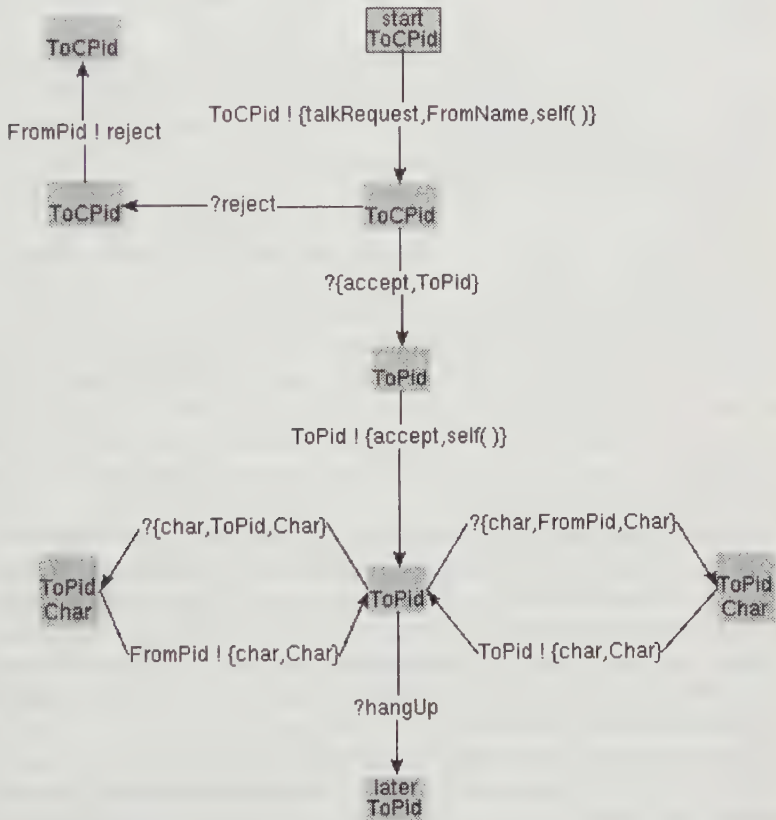 start
ToCPid
ToCPid
ToCPid ! {talkRequest,FromName,self( )}
FromPid ! reject
ToCPid
?reject
ToCPid
?{accept,ToPid}
ToPid
ToPid ! {accept,self( )}
?{char,ToPid,Char}
?{char,FromPid,Char}
ToPid
Char
ToPid
ToPid
Char
FromPid ! {char,Char}
ToPid ! {char,Char}
?hangUp
later
ToPid